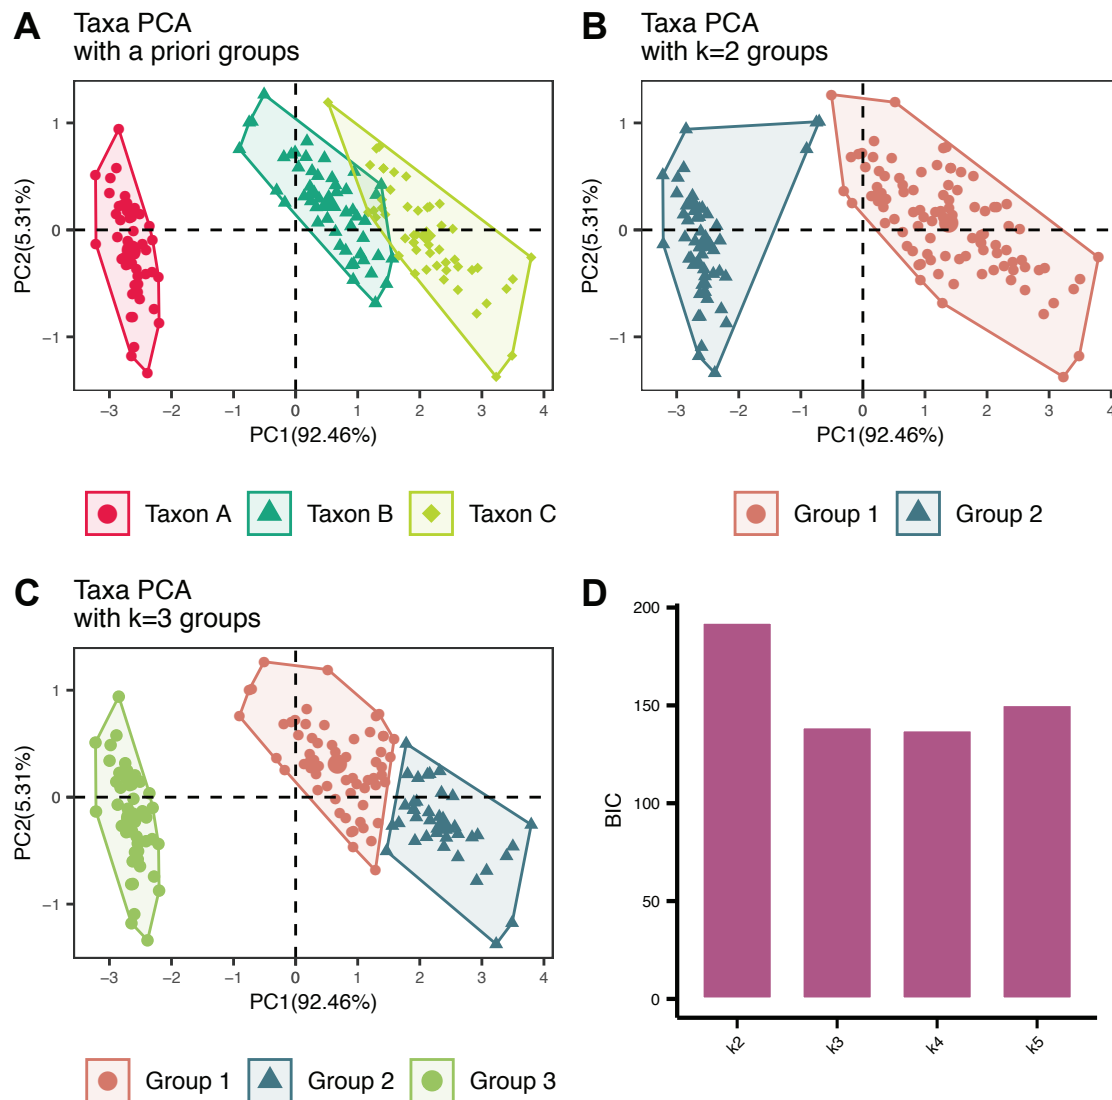 A
Taxa PCA
with a priori groups
PC2(5.31%)
1
0
−1
−3
−2
−1
0
1
2
3
4
PC1(92.46%)
Taxon A
Taxon B
Taxon C
B
Taxa PCA
with k=2 groups
PC2(5.31%)
1
0
−1
−3
−2
−1
0
1
2
3
4
PC1(92.46%)
Group 1
Group 2
C
Taxa PCA
with k=3 groups
PC2(5.31%)
1
0
−1
−3
−2
−1
0
1
2
3
4
PC1(92.46%)
Group 1
Group 2
Group 3
D
BIC
200
150
100
50
0
k2
k3
k4
k5